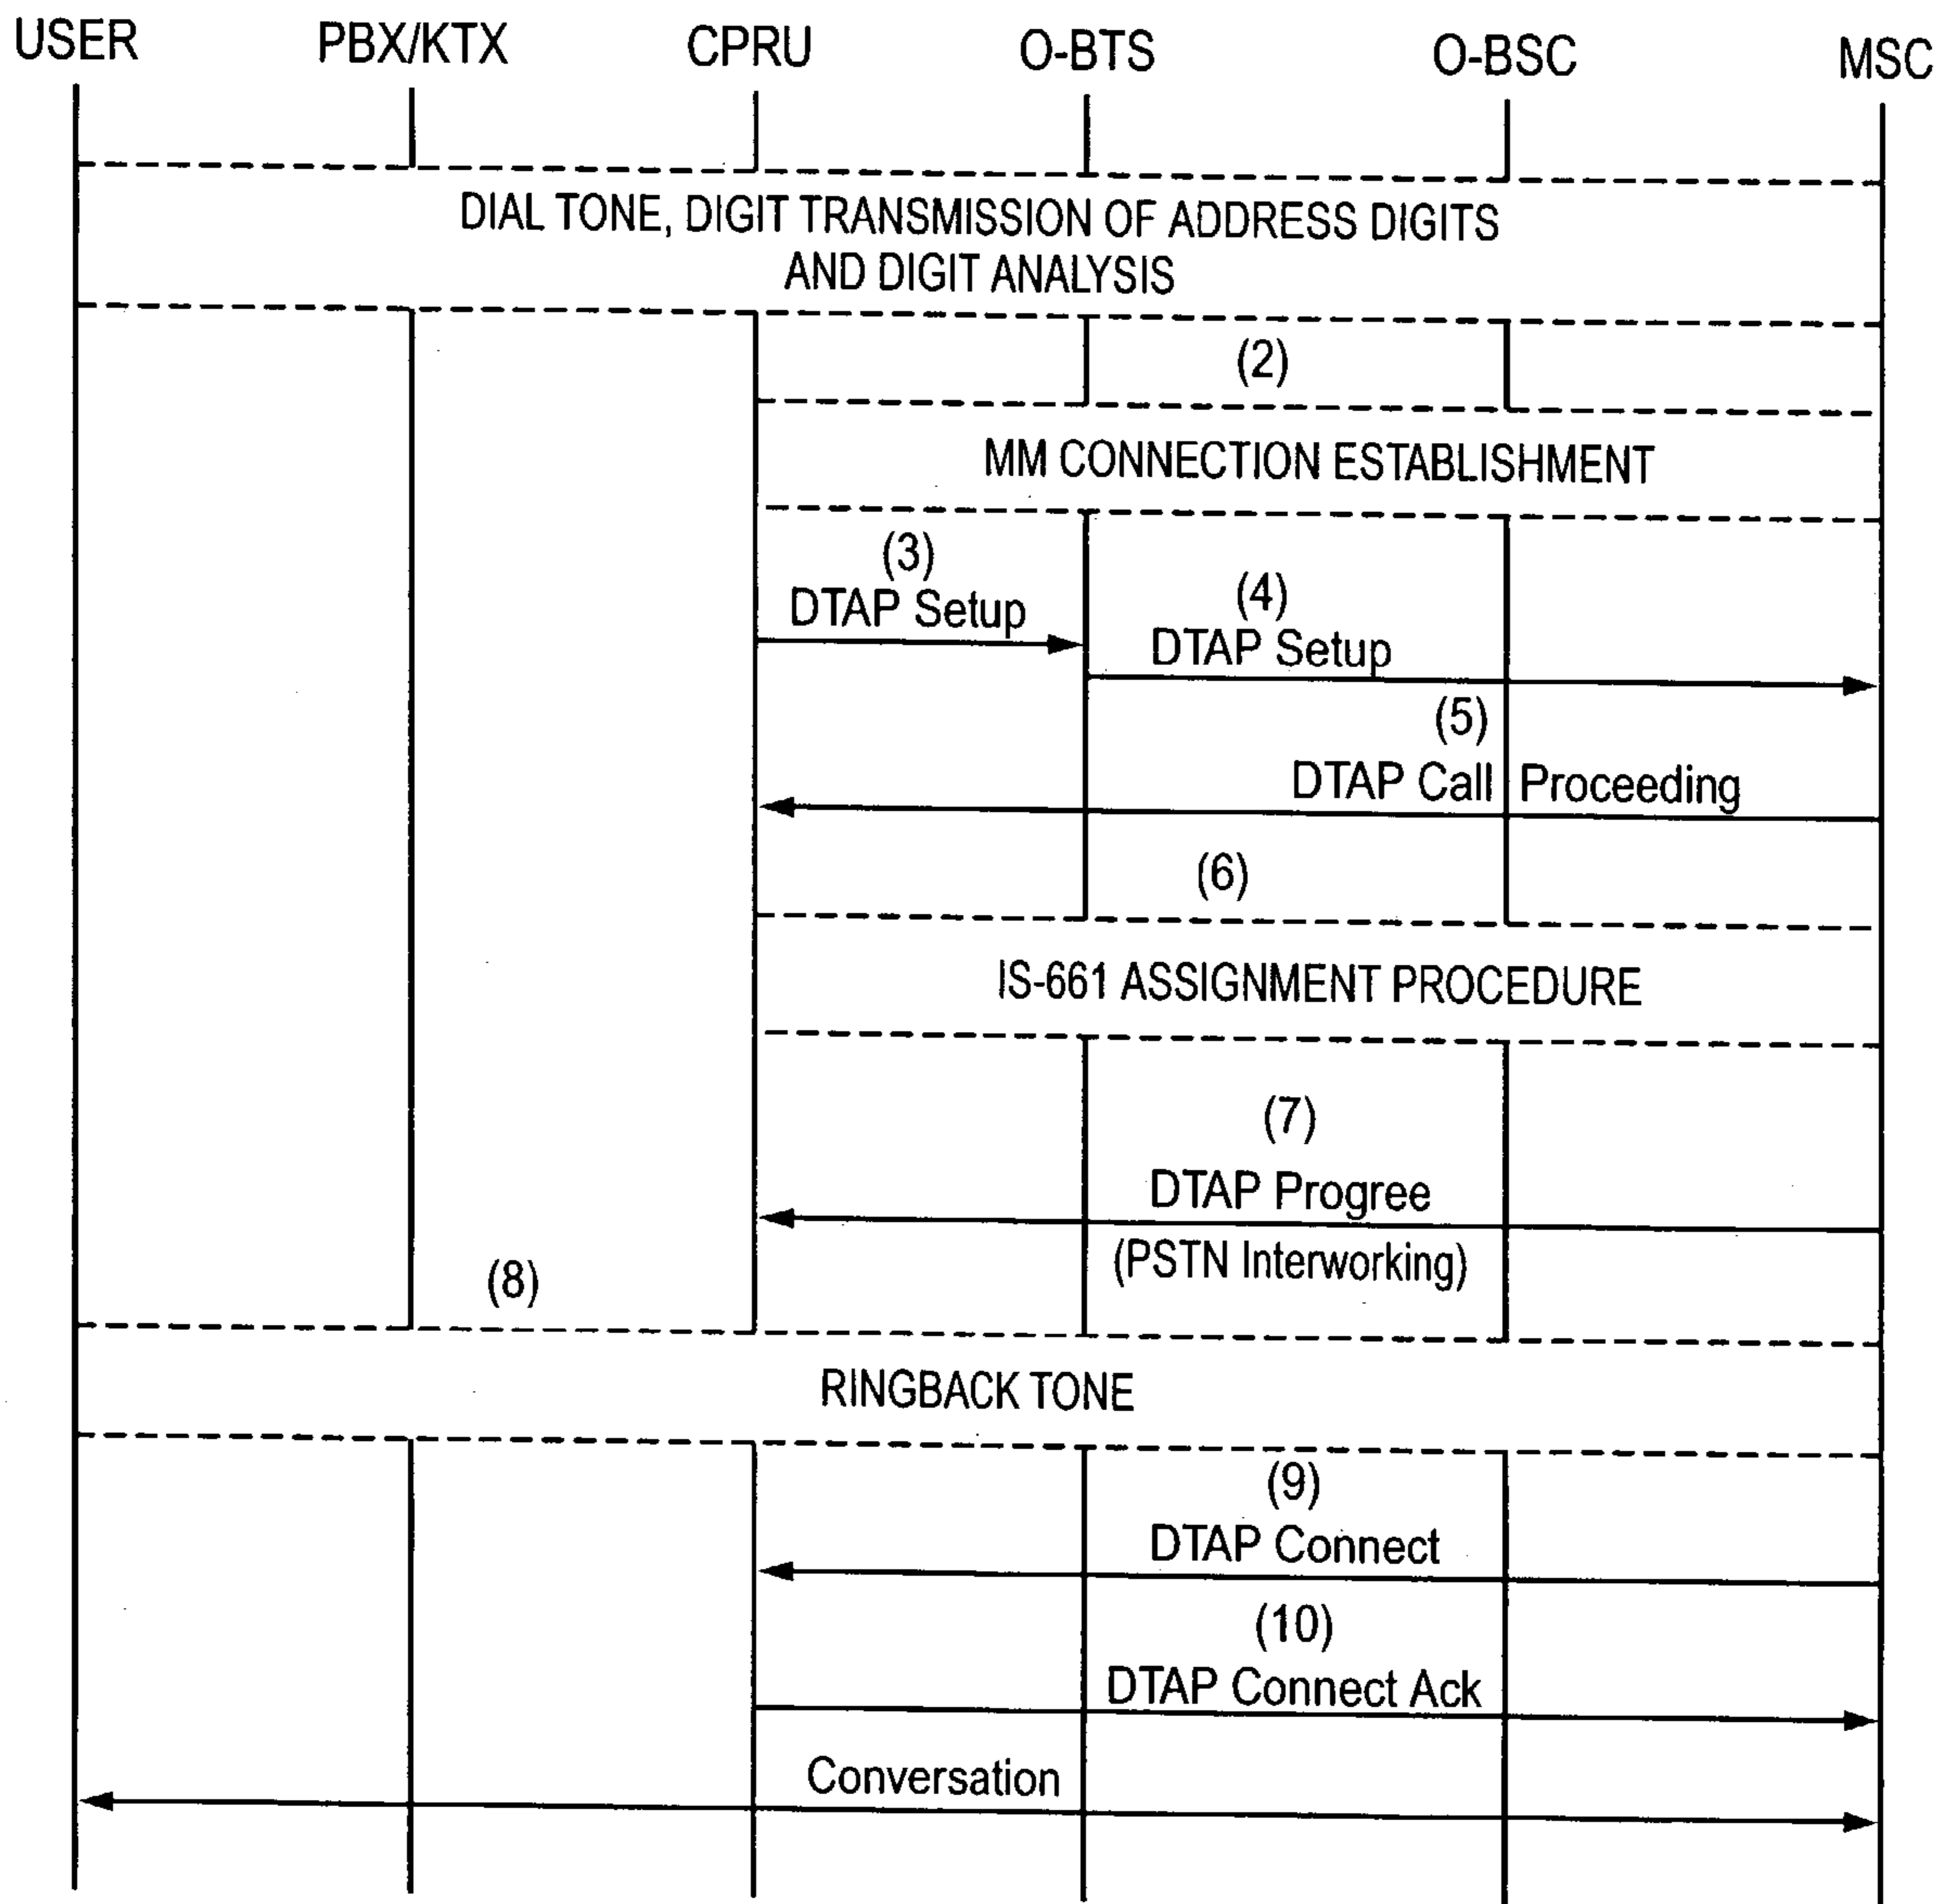 USER PBX/KTX CPRU O-BTS O-BSC MSC
DIAL TONE, DIGIT TRANSMISSION OF ADDRESS DIGITS
AND DIGIT ANALYSIS
(2)
MM CONNECTION ESTABLISHMENT
(3)
DTAP Setup
(4)
DTAP Setup
(5)
DTAP Call Proceeding
(6)
IS-661 ASSIGNMENT PROCEDURE
(7)
DTAP Progree
(PSTN Interworking)
(8)
RINGBACK TONE
(9)
DTAP Connect
(10)
DTAP Connect Ack
Conversation